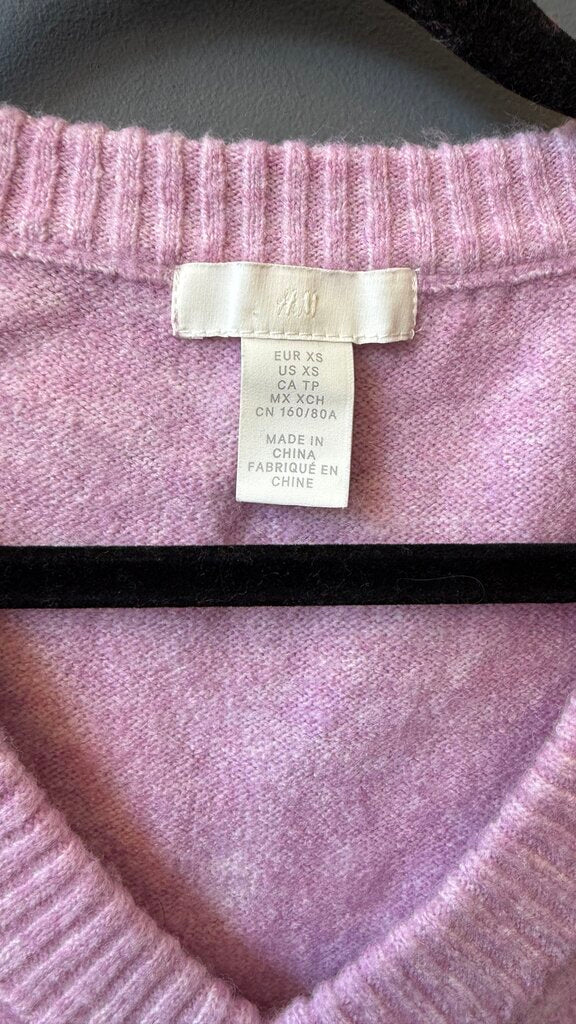 H&M
EUR XS
US XS
CA TP
MX XCH
CN 160/80A
MADE IN
CHINA
FABRIQUÉ EN
CHINE